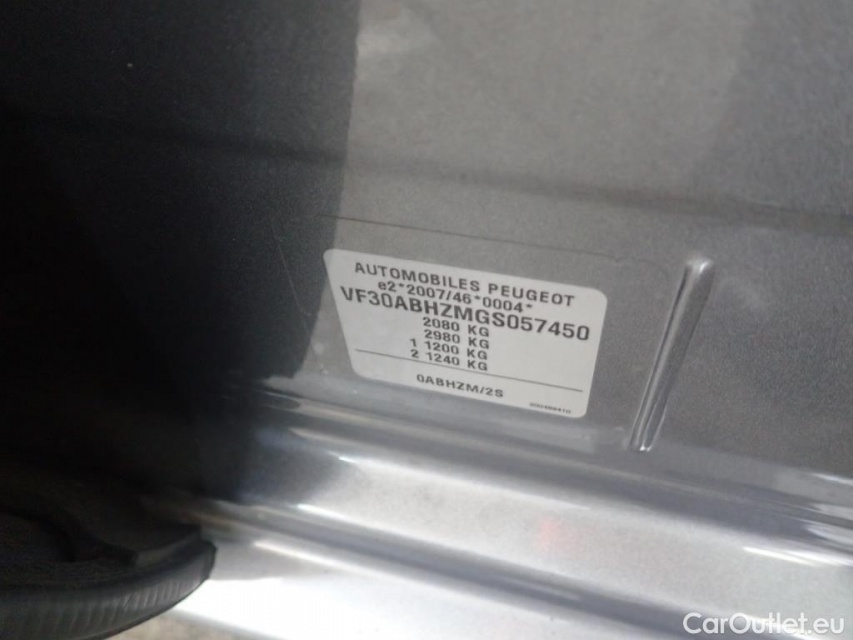 AUTOMOBILES PEUGEOT
e2*2007/46*0004*
VF30ABHZMGS057450
2080 KG
2980 KG
1 1200 KG
2 1240 KG
0ABHZM/2S
CarOutlet.eu